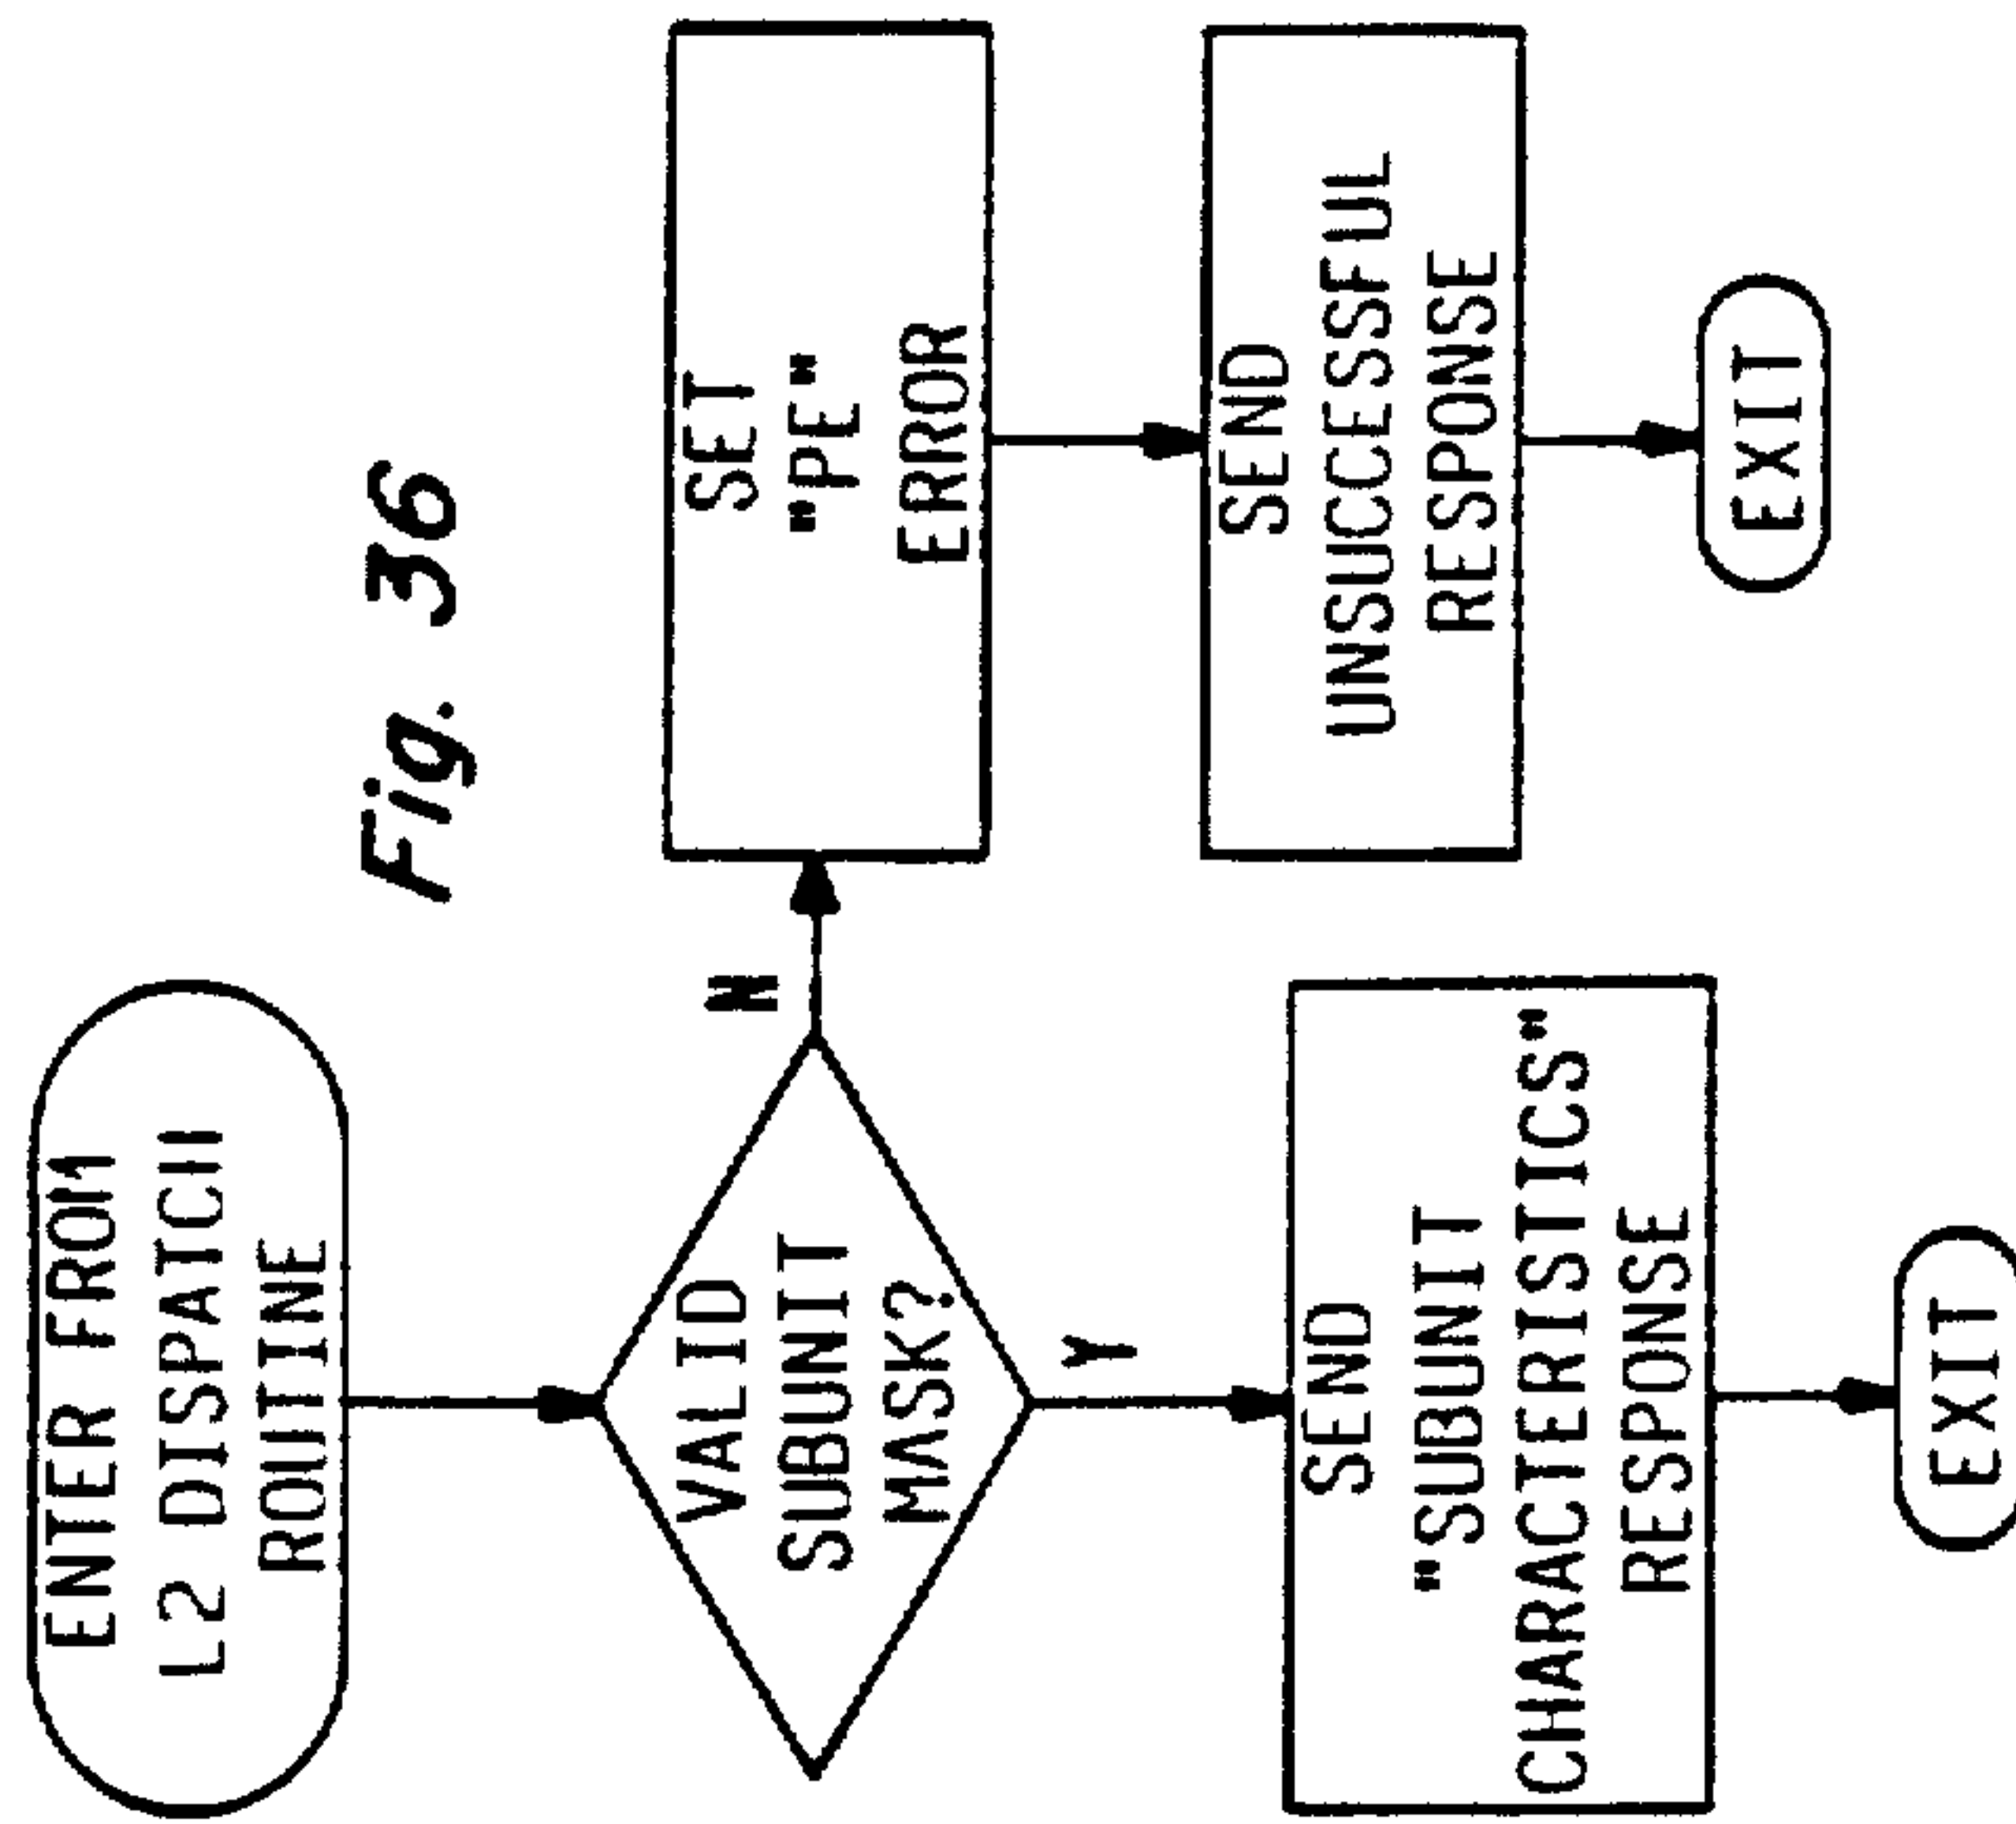 Fig. 36
ENTER FROM
L2 DISPATCH
ROUTINE
VALID
SUBUNIT
MASK?
N
SET
"PE"
ERROR
SEND
UNSUCCESSFUL
RESPONSE
EXIT
Y
SEND
"SUBUNIT
CHARACTERISTICS"
RESPONSE
EXIT